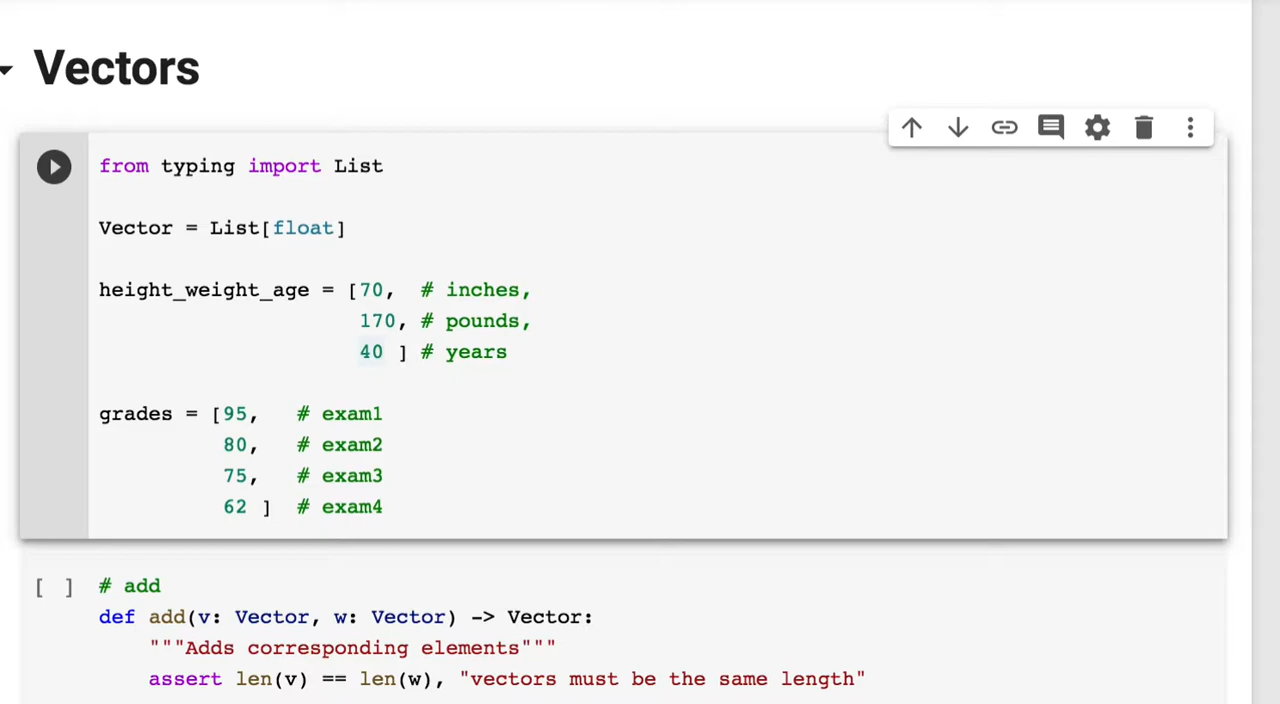 Vectors
from typing import List
Vector = List[float]
height_weight_age = [70,  # inches,
                     170, # pounds,
                     40 ] # years
grades = [95,   # exam1
          80,   # exam2
          75,   # exam3
          62 ]  # exam4
[ ] # add
def add(v: Vector, w: Vector) -> Vector:
    """Adds corresponding elements"""
    assert len(v) == len(w), "vectors must be the same length"